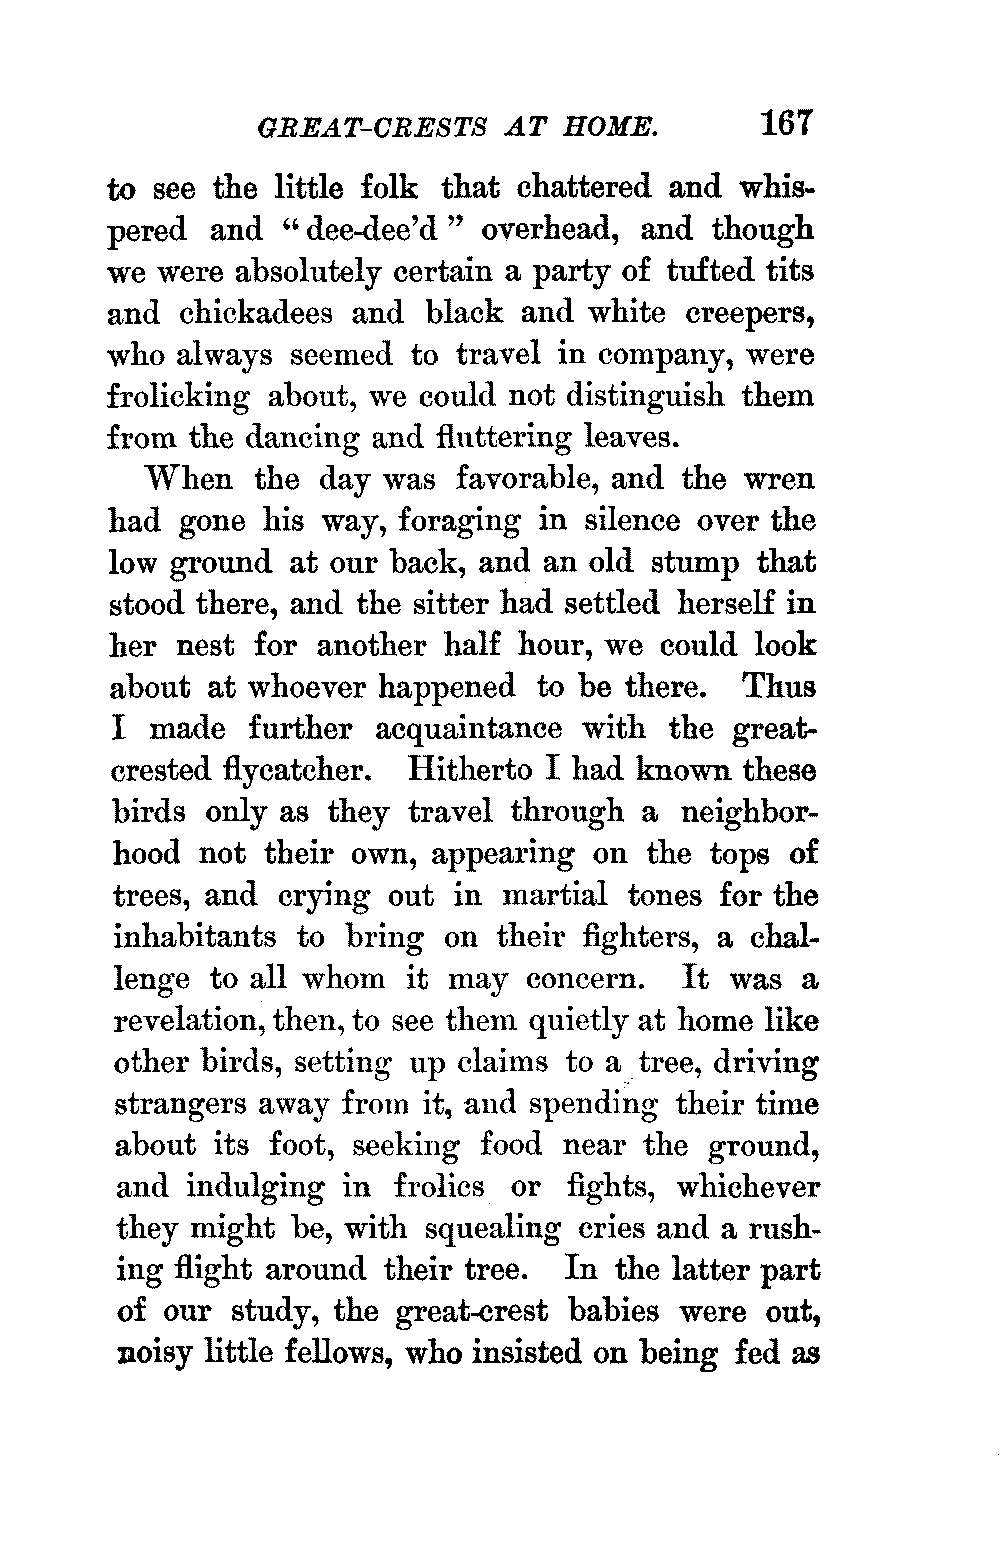 GREAT-CRESTS AT HOME. 167
to see the little folk that chattered and whis-
pered and “dee-dee’d” overhead, and though
we were absolutely certain a party of tufted tits
and chickadees and black and white creepers,
who always seemed to travel in company, were
frolicking about, we could not distinguish them
from the dancing and fluttering leaves.
When the day was favorable, and the wren
had gone his way, foraging in silence over the
low ground at our back, and an old stump that
stood there, and the sitter had settled herself in
her nest for another half hour, we could look
about at whoever happened to be there. Thus
I made further acquaintance with the great-
crested flycatcher. Hitherto I had known these
birds only as they travel through a neighbor-
hood not their own, appearing on the tops of
trees, and crying out in martial tones for the
inhabitants to bring on their fighters, a chal-
lenge to all whom it may concern. It was a
revelation, then, to see them quietly at home like
other birds, setting up claims to a tree, driving
strangers away from it, and spending their time
about its foot, seeking food near the ground,
and indulging in frolics or fights, whichever
they might be, with squealing cries and a rush-
ing flight around their tree. In the latter part
of our study, the great-crest babies were out,
noisy little fellows, who insisted on being fed as